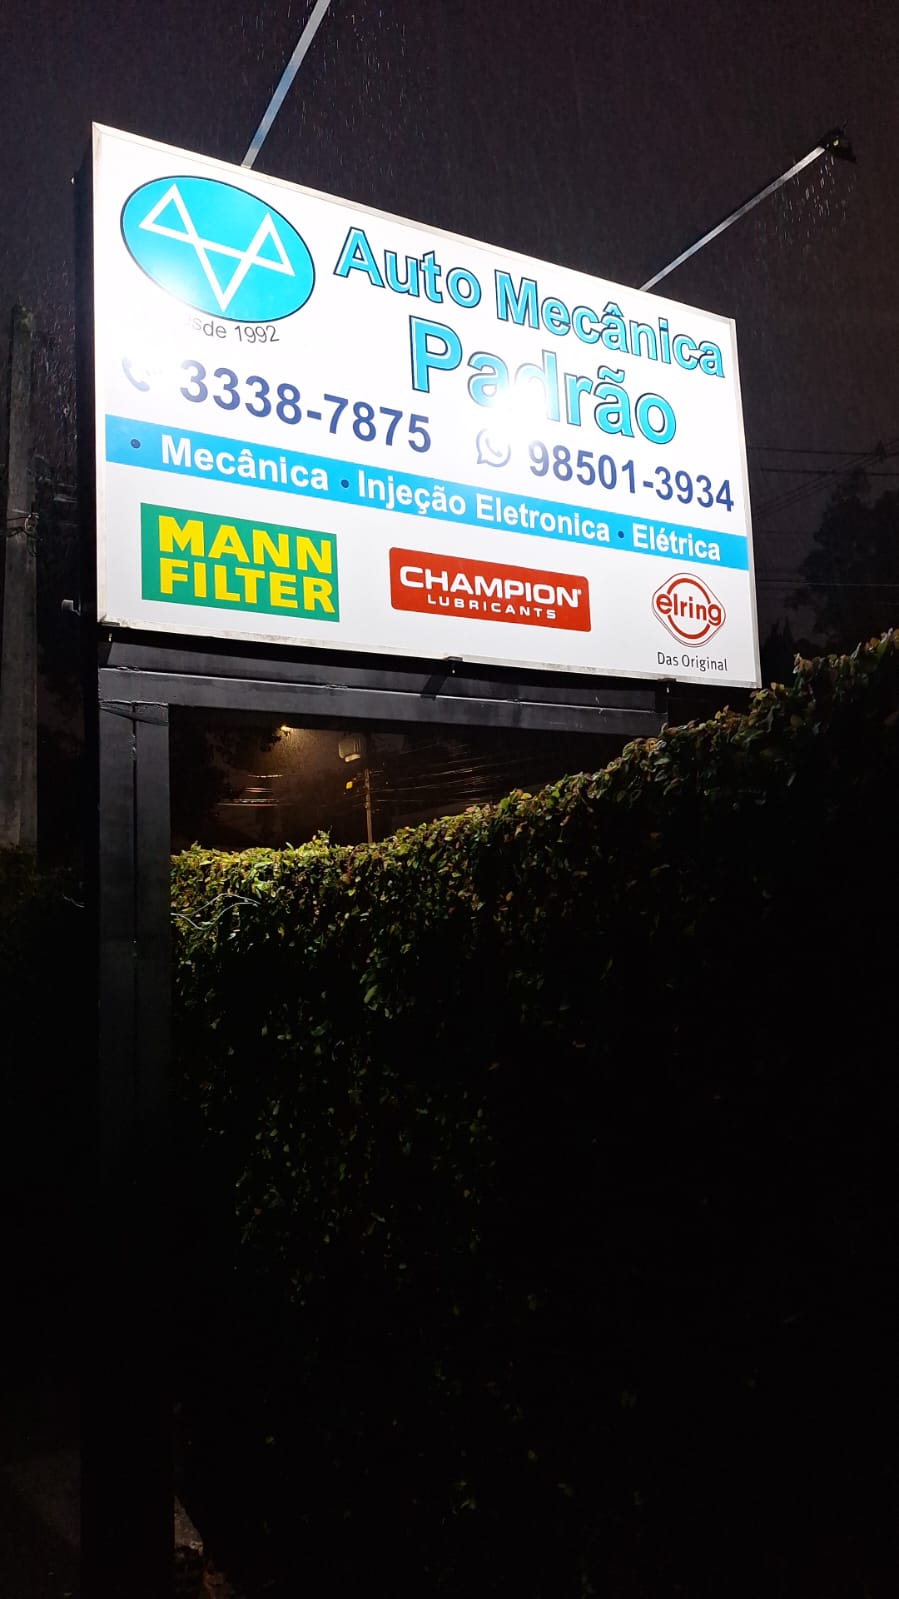 desde 1992
Auto Mecânica
Padrão
3338-7875
98501-3934
• Mecânica • Injeção Eletronica • Elétrica
MANN
FILTER
CHAMPION
LUBRICANTS
elring
Das Original